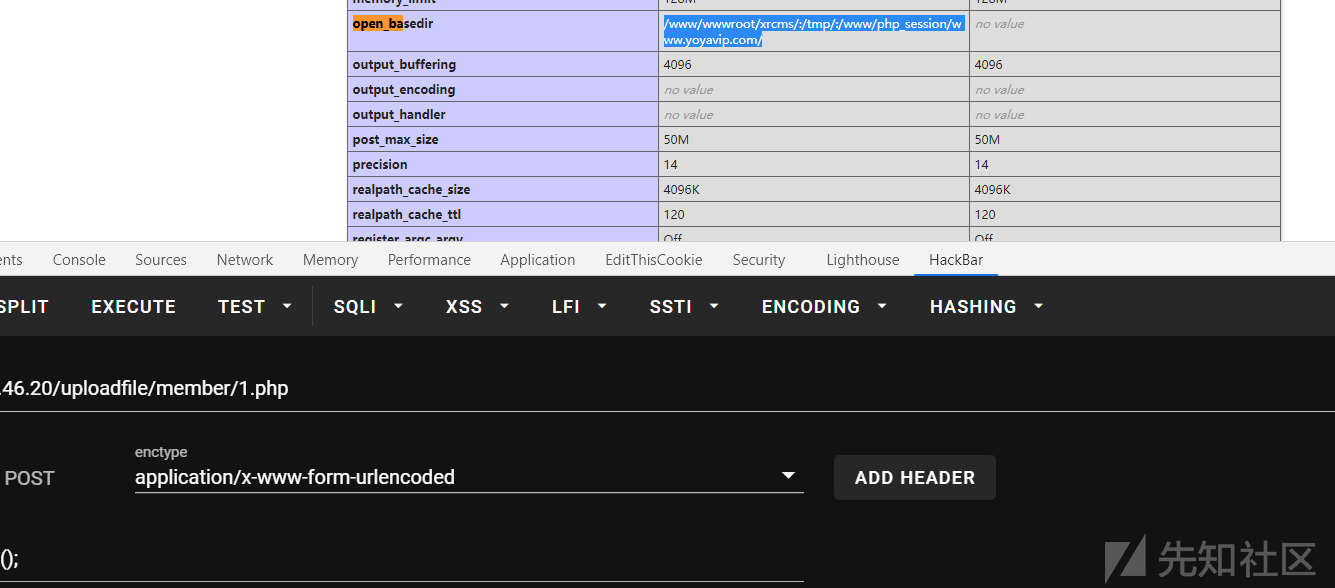 memory_limit 128M 128M
open_basedir /www/wwwroot/xrcms/:/tmp/:/www/php_session/w no value
ww.yoyavip.com/
output_buffering 4096 4096
output_encoding no value no value
output_handler no value no value
post_max_size 50M 50M
precision 14 14
realpath_cache_size 4096K 4096K
realpath_cache_ttl 120 120
register_argc_argv Off Off
ents Console Sources Network Memory Performance Application EditThisCookie Security Lighthouse HackBar
SPLIT EXECUTE TEST SQLI XSS LFI SSTI ENCODING HASHING
.46.20/uploadfile/member/1.php
enctype
POST application/x-www-form-urlencoded ADD HEADER
();
先知社区